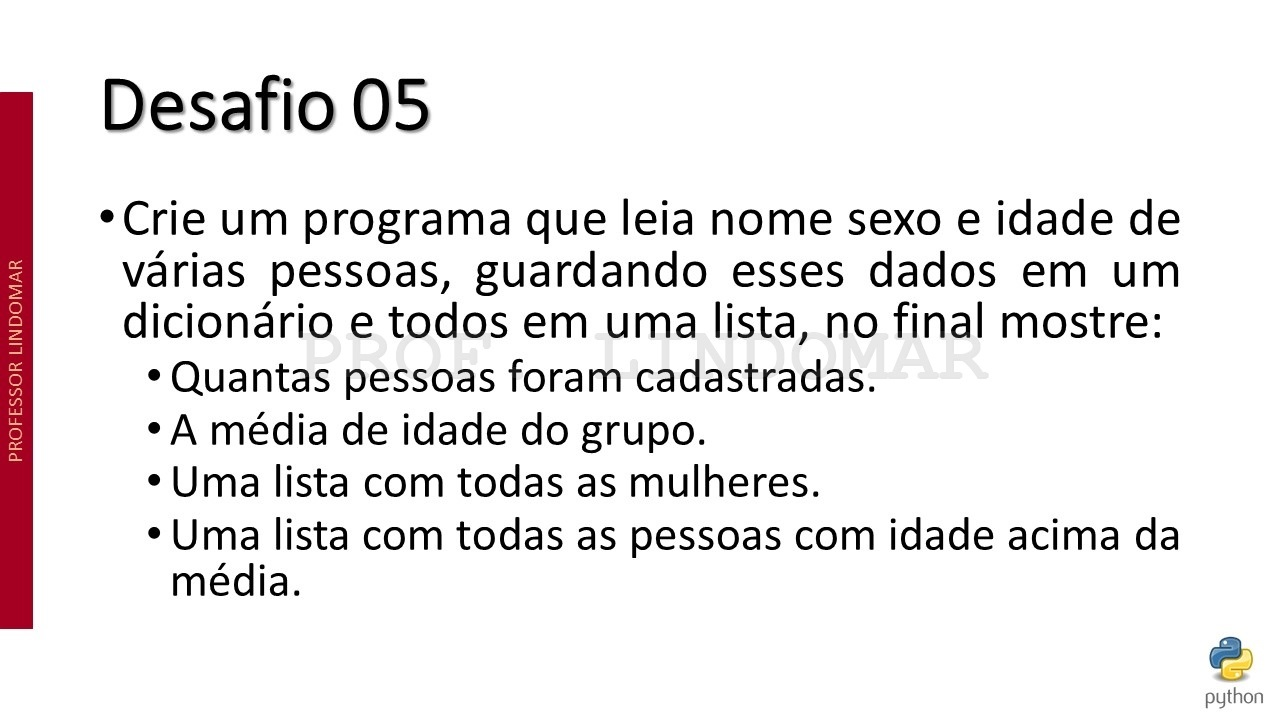 Desafio 05
PROFESSOR LINDOMAR
• Crie um programa que leia nome sexo e idade de
várias pessoas, guardando esses dados em um
dicionário e todos em uma lista, no final mostre:
PROF. LINDOMAR
• Quantas pessoas foram cadastradas.
• A média de idade do grupo.
• Uma lista com todas as mulheres.
• Uma lista com todas as pessoas com idade acima da
média.
python